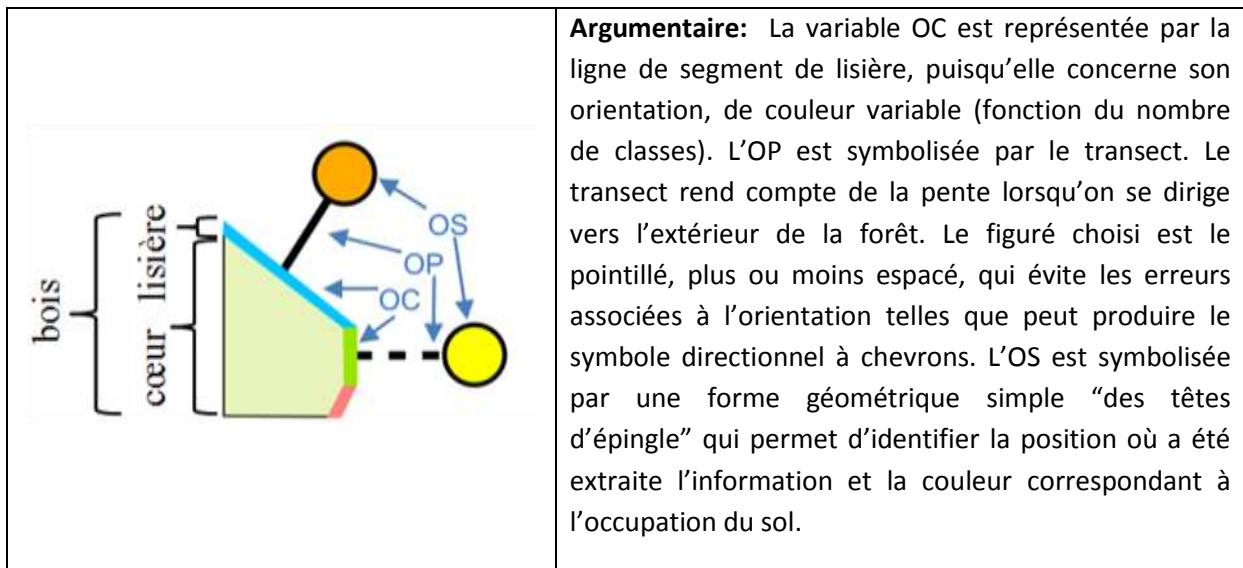 bois
cœur lisière
OS
OP
OC
Argumentaire: La variable OC est représentée par la
ligne de segment de lisière, puisqu’elle concerne son
orientation, de couleur variable (fonction du nombre
de classes). L’OP est symbolisée par le transect. Le
transect rend compte de la pente lorsqu’on se dirige
vers l’extérieur de la forêt. Le figuré choisi est le
pointillé, plus ou moins espacé, qui évite les erreurs
associées à l’orientation telles que peut produire le
symbole directionnel à chevrons. L’OS est symbolisée
par une forme géométrique simple “des têtes
d’épingle” qui permet d’identifier la position où a été
extraite l’information et la couleur correspondant à
l’occupation du sol.